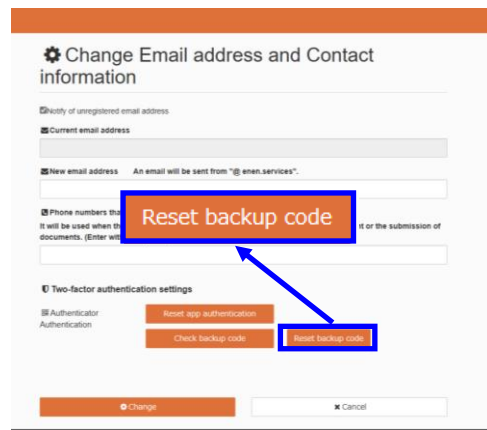 Change Email address and Contact
information
Notify of unregistered email address
Current email address
New email address An email will be sent from "@ enen.services".
Phone numbers tha
It will be used when th
t or the submission of
documents. (Enter with
Reset backup code
Two-factor authentication settings
Authenticator
Authentication
Reset app authentication
Check backup code
Reset backup code
Change
Cancel